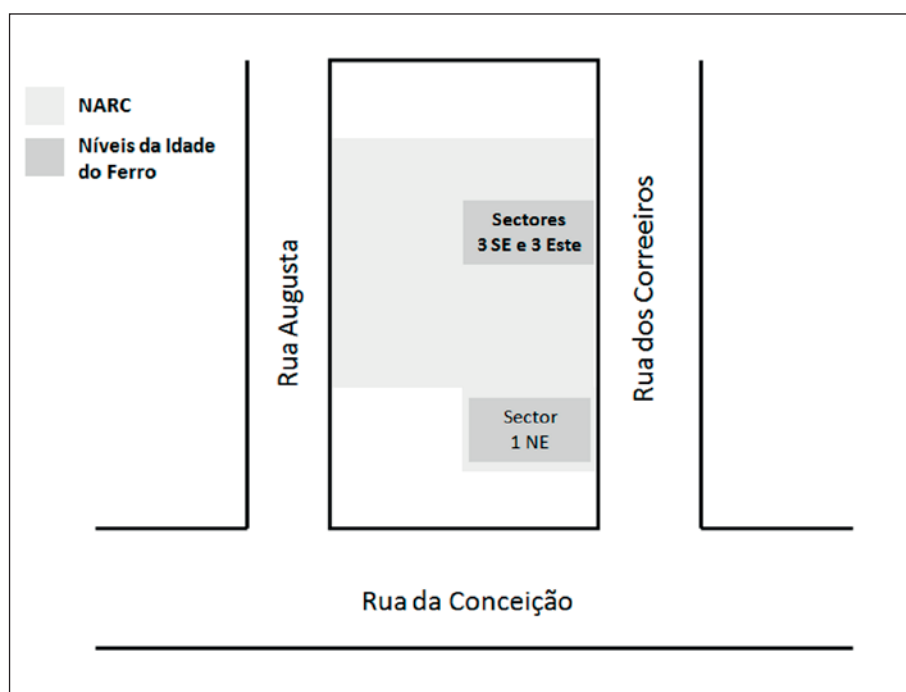 NARC
Níveis da Idade
do Ferro
Sectores
3 SE e 3 Este
Rua Augusta
Rua dos Correeiros
Sector
1 NE
Rua da Conceição